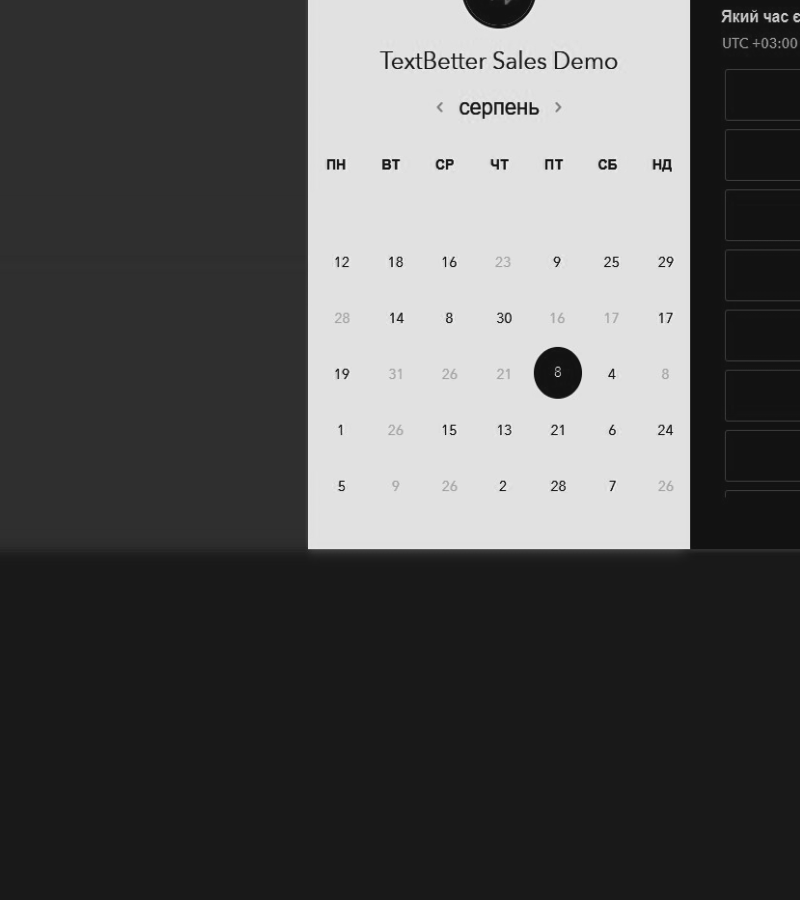 TextBetter Sales Demo
‹ серпень ›
ПН ВТ СР ЧТ ПТ СБ НД
12 18 16 23 9 25 29
28 14 8 30 16 17 17
19 31 26 21 8 4 8
1 26 15 13 21 6 24
5 9 26 2 28 7 26
Який час є
UTC +03:00